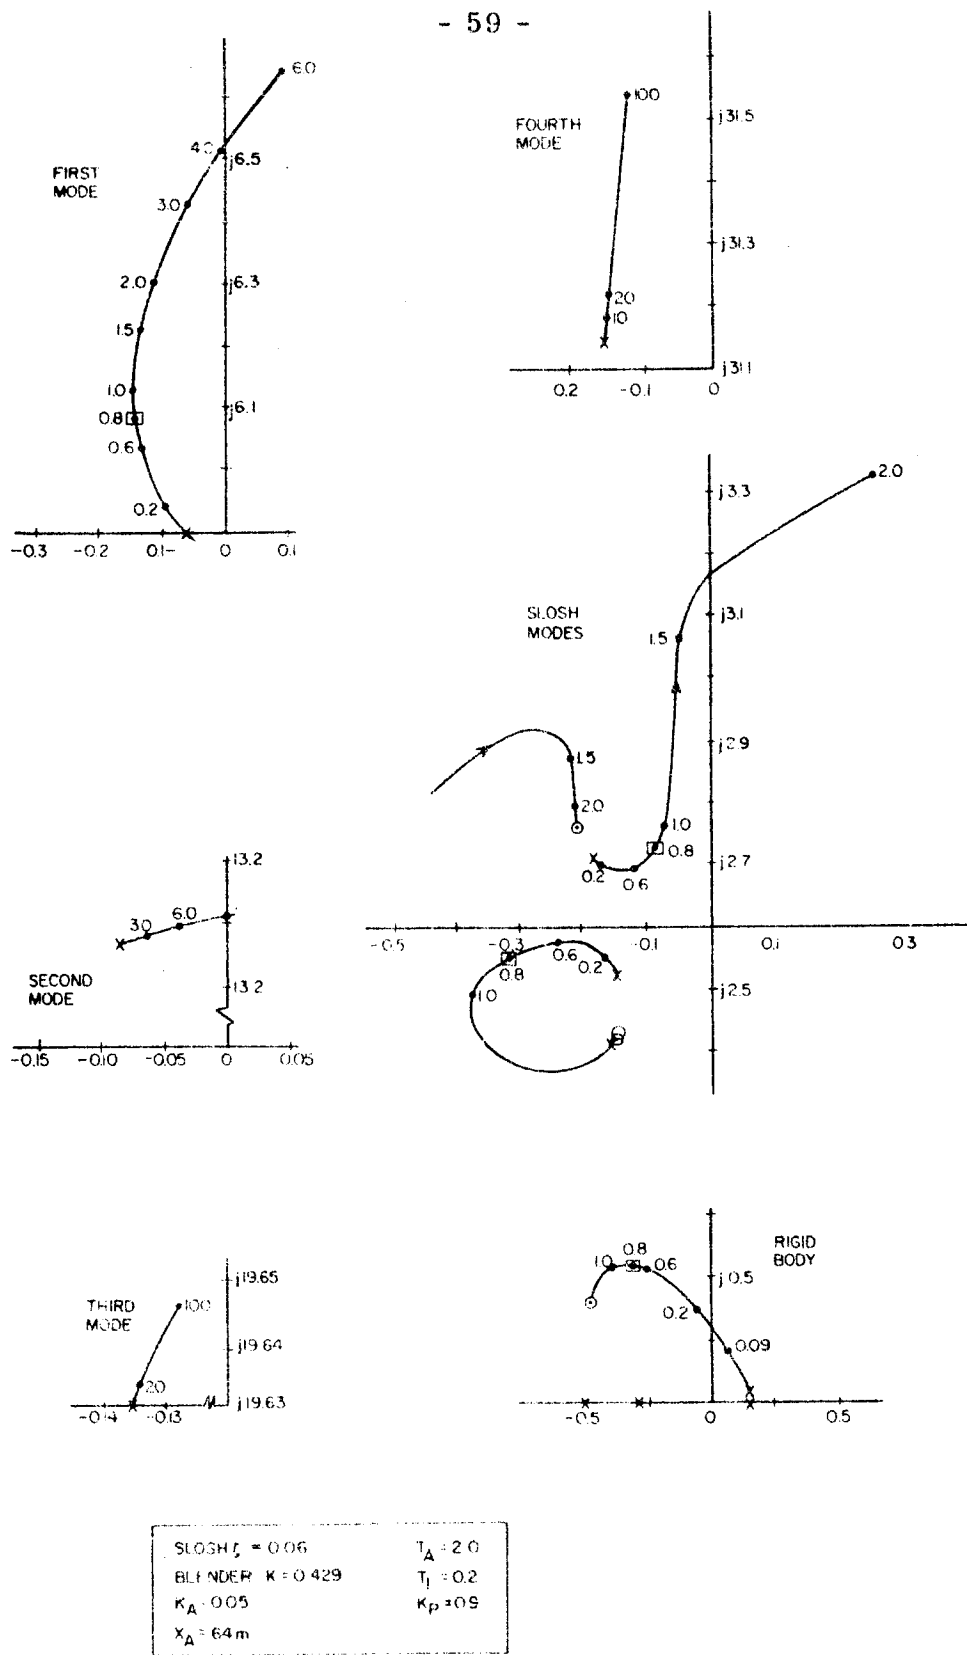 - 59 -
6.0
4.0
j6.5
FIRST
MODE
3.0
2.0
j6.3
1.5
1.0
j6.1
0.8
0.6
0.2
-0.3 -0.2 0.1- 0 0.1
FOURTH
MODE
100
j31.5
j31.3
20
10
j31.1
0.2 -0.1 0
SLOSH
MODES
2.0
j3.3
j3.1
1.5
j2.9
1.5
2.0
1.0
0.8
j2.7
0.2
0.6
-0.5 -0.3 -0.1 0.1 0.3
0.6
0.2
0.8
1.0
j2.5
SECOND
MODE
13.2
6.0
3.0
13.2
-0.15 -0.10 -0.05 0 0.05
THIRD
MODE
j19.65
100
j19.64
20
j19.63
-0.14 -0.13
RIGID
BODY
1.0
0.8
0.6
j0.5
0.2
0.09
-0.5 0 0.5
SLOSH ζ = 0.06
BLENDER K = 0.429
K_A = 0.05
X_A = 64 m
T_A = 2.0
T_I = 0.2
K_P = 0.9